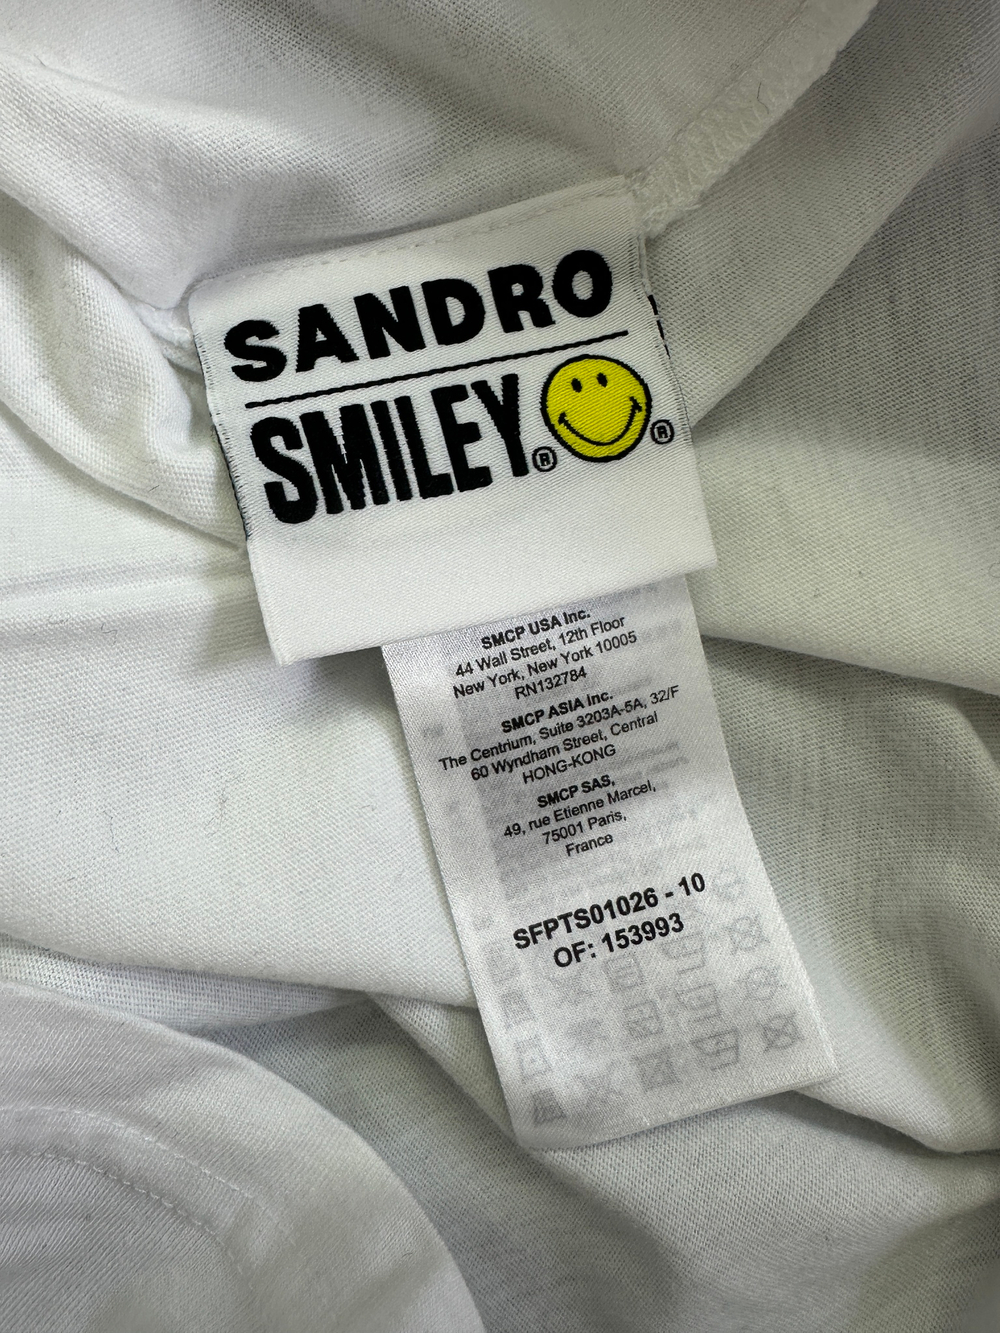 SANDRO
SMILEY®
®
SMCP USA Inc.
44 Wall Street, 12th Floor
New York, New York 10005
RN132784
SMCP ASIA Inc.
The Centrium, Suite 3203A-5A, 32/F
60 Wyndham Street, Central
HONG-KONG
SMCP SAS,
49, rue Etienne Marcel,
75001 Paris,
France
SFPTS01026 - 10
OF: 153993